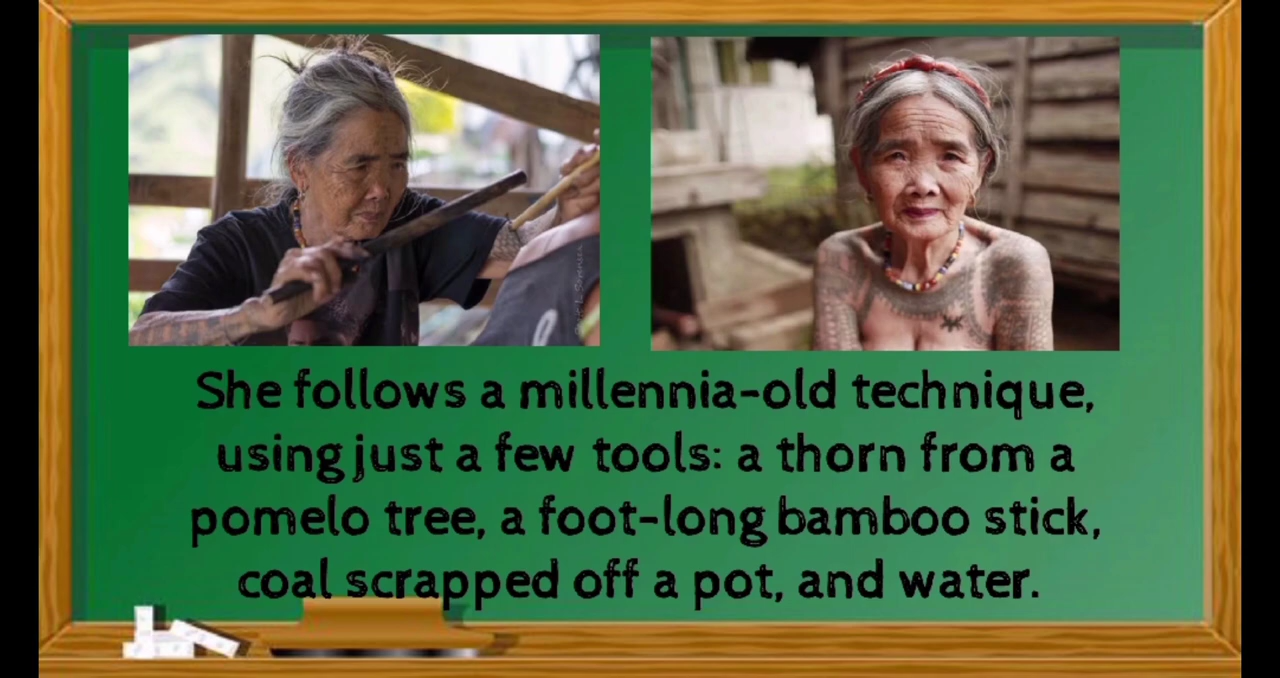 She follows a millennia-old technique,
using just a few tools: a thorn from a
pomelo tree, a foot-long bamboo stick,
coal scrapped off a pot, and water.